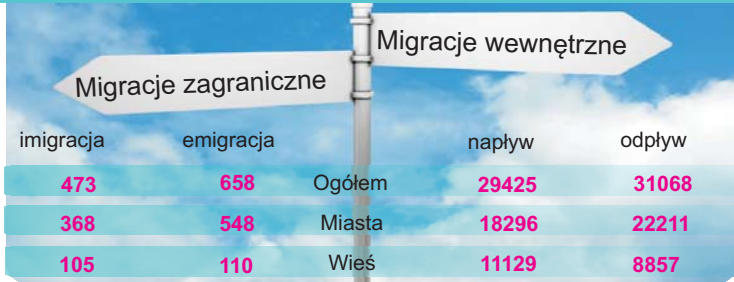 Migracje wewnętrzne
Migracje zagraniczne
imigracja emigracja napływ odpływ
473 658 Ogółem 29425 31068
368 548 Miasta 18296 22211
105 110 Wieś 11129 8857